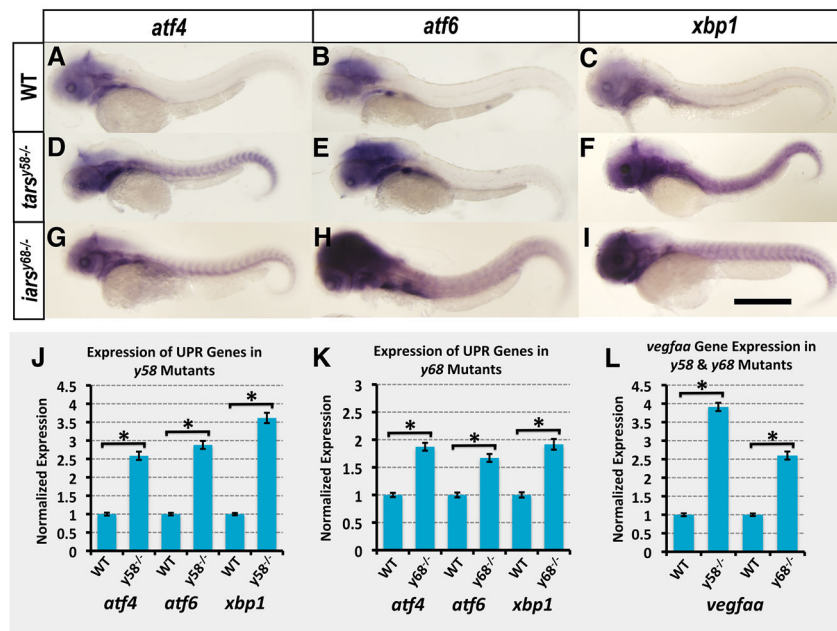 atf4 atf6 xbp1
WT
A B C
tars^y58-/-
D E F
iars^y68-/-
G H I
J Expression of UPR Genes in
y58 Mutants
Normalized Expression
4.5
4
3.5
3
2.5
2
1.5
1
0.5
0
* * *
WT y58-/- WT y58-/- WT y58-/-
atf4 atf6 xbp1
K Expression of UPR Genes in
y68 Mutants
Normalized Expression
3
2.5
2
1.5
1
0.5
0
* * *
WT y68-/- WT y68-/- WT y68-/-
atf4 atf6 xbp1
L vegfaa Gene Expression in
y58 & y68 Mutants
Normalized Expression
4.5
4
3.5
3
2.5
2
1.5
1
0.5
0
* *
WT y58-/- WT y68-/-
vegfaa